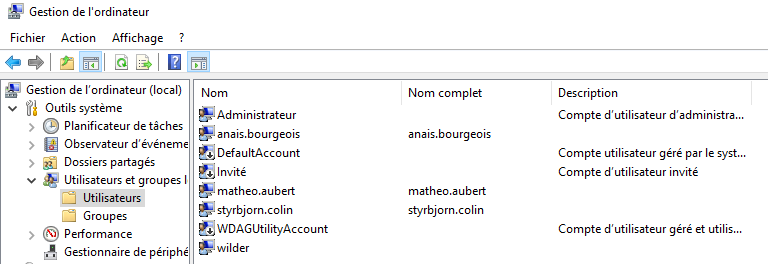 Gestion de l'ordinateur
Fichier Action Affichage ?
Gestion de l'ordinateur (local)
Outils système
Planificateur de tâches
Observateur d'événeme
Dossiers partagés
Utilisateurs et groupes l
Utilisateurs
Groupes
Performance
Gestionnaire de périphé
Nom Nom complet Description
Administrateur Compte d'utilisateur d'administra...
anais.bourgeois anais.bourgeois
DefaultAccount Compte utilisateur géré par le syst...
Invité Compte d'utilisateur invité
matheo.aubert matheo.aubert
styrbjorn.colin styrbjorn.colin
WDAGUtilityAccount Compte d'utilisateur géré et utilis...
wilder